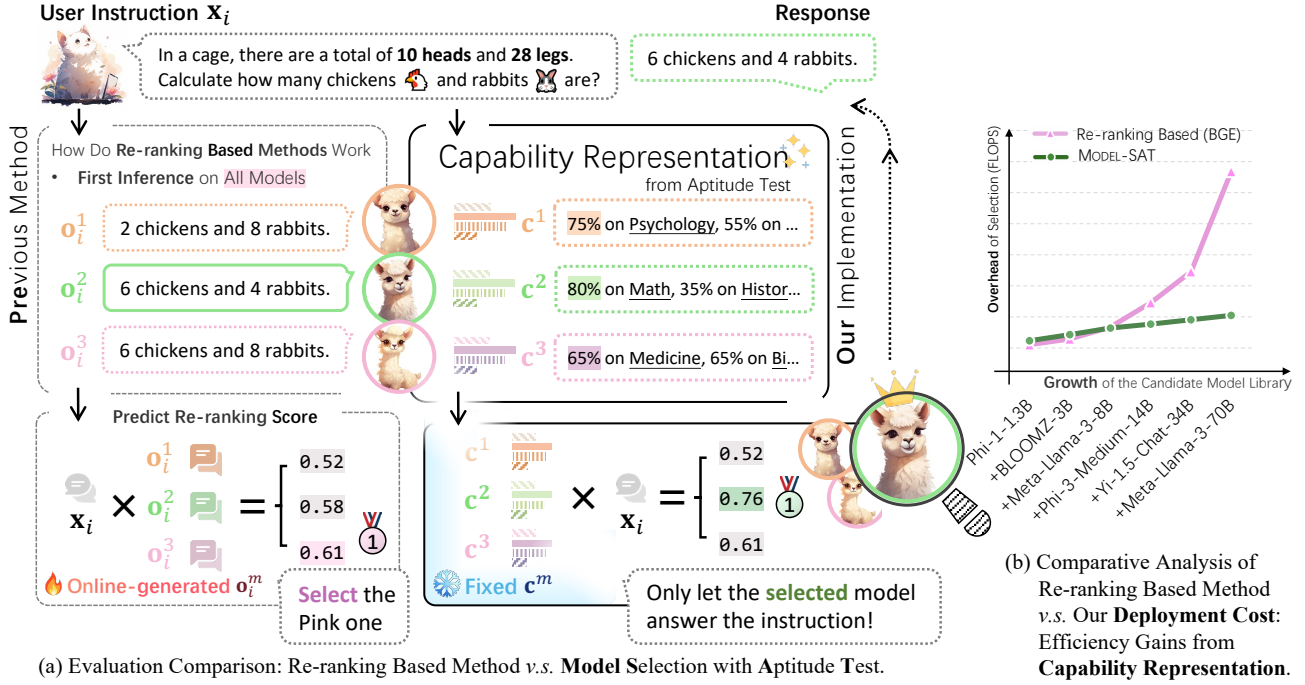 User Instruction x_i
In a cage, there are a total of 10 heads and 28 legs.
Calculate how many chickens 🐔 and rabbits 🐰 are?
Response
6 chickens and 4 rabbits.
Previous Method
How Do Re-ranking Based Methods Work
• First Inference on All Models
o_i^1
2 chickens and 8 rabbits.
o_i^2
6 chickens and 4 rabbits.
o_i^3
6 chickens and 8 rabbits.
Capability Representation
from Aptitude Test
c^1
75% on Psychology, 55% on ...
c^2
80% on Math, 35% on Histor...
c^3
65% on Medicine, 65% on Bi...
Our Implementation
Predict Re-ranking Score
x_i × o_i^1 o_i^2 o_i^3 =
0.52
0.58
0.61
1
🔥 Online-generated o_i^m
Select the
Pink one
c^1 c^2 c^3 × x_i =
0.52
0.76
0.61
1
Fixed c^m
Only let the selected model
answer the instruction!
(a) Evaluation Comparison: Re-ranking Based Method v.s. Model Selection with Aptitude Test.
Overhead of Selection (FLOPS)
Re-ranking Based (BGE)
MODEL-SAT
Growth of the Candidate Model Library
Phi-1-1.3B
+BLOOMZ-3B
+Meta-Llama-3-8B
+Phi-3-Medium-14B
+Yi-1.5-Chat-34B
+Meta-Llama-3-70B
(b) Comparative Analysis of
Re-ranking Based Method
v.s. Our Deployment Cost:
Efficiency Gains from
Capability Representation.